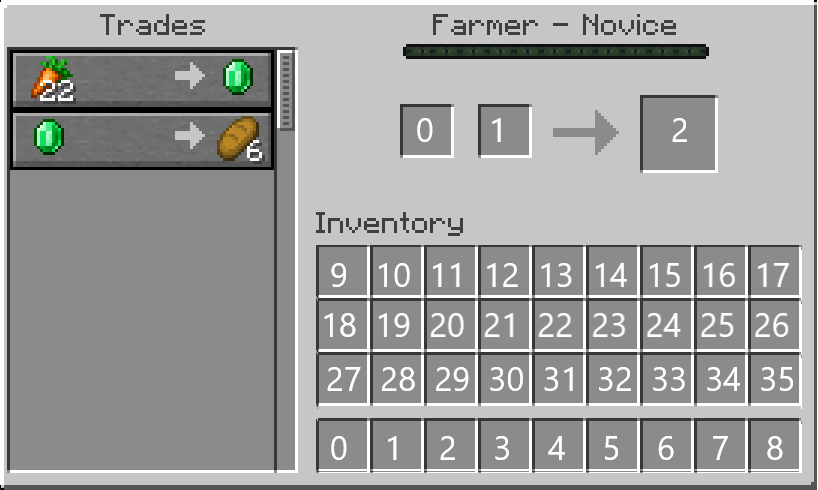 Trades
22
6
Farmer - Novice
0 1 2
Inventory
9 10 11 12 13 14 15 16 17
18 19 20 21 22 23 24 25 26
27 28 29 30 31 32 33 34 35
0 1 2 3 4 5 6 7 8